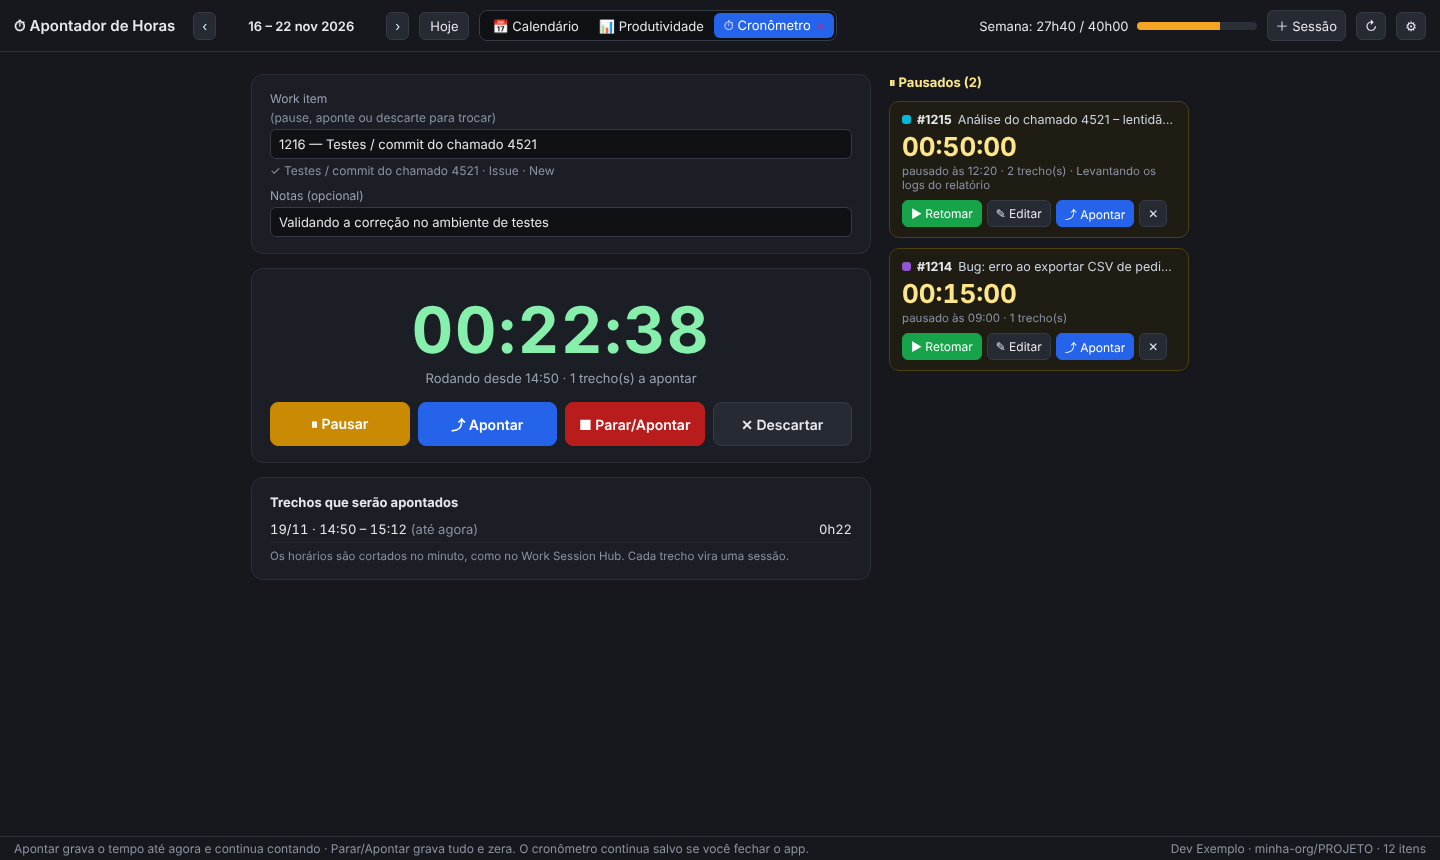 ⏱ Apontador de Horas
‹
16 – 22 nov 2026
›
Hoje
📅 Calendário
📊 Produtividade
⏱ Cronômetro
Semana: 27h40 / 40h00
＋ Sessão
↻
⚙
Work item
(pause, aponte ou descarte para trocar)
1216 — Testes / commit do chamado 4521
✓ Testes / commit do chamado 4521 · Issue · New
Notas (opcional)
Validando a correção no ambiente de testes
00:22:38
Rodando desde 14:50 · 1 trecho(s) a apontar
⏸ Pausar
⤴ Apontar
■ Parar/Apontar
✕ Descartar
Trechos que serão apontados
19/11 · 14:50 – 15:12 (até agora)
0h22
Os horários são cortados no minuto, como no Work Session Hub. Cada trecho vira uma sessão.
⏸ Pausados (2)
#1215 Análise do chamado 4521 – lentidã…
00:50:00
pausado às 12:20 · 2 trecho(s) · Levantando os
logs do relatório
▶ Retomar
✎ Editar
⤴ Apontar
✕
#1214 Bug: erro ao exportar CSV de pedi…
00:15:00
pausado às 09:00 · 1 trecho(s)
▶ Retomar
✎ Editar
⤴ Apontar
✕
Apontar grava o tempo até agora e continua contando · Parar/Apontar grava tudo e zera. O cronômetro continua salvo se você fechar o app.
Dev Exemplo · minha-org/PROJETO · 12 itens